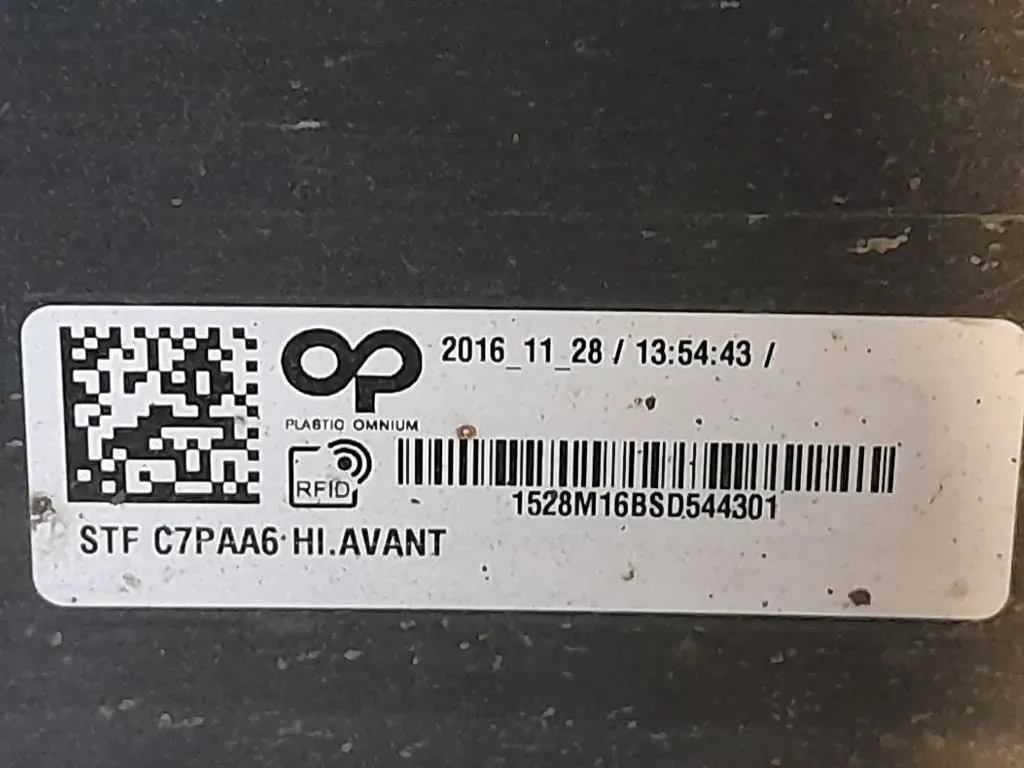 2016_11_28 / 13:54:43 /
PLASTIC OMNIUM
RFID
1528M16BSD544301
STF C7PAA6 HI.AVANT